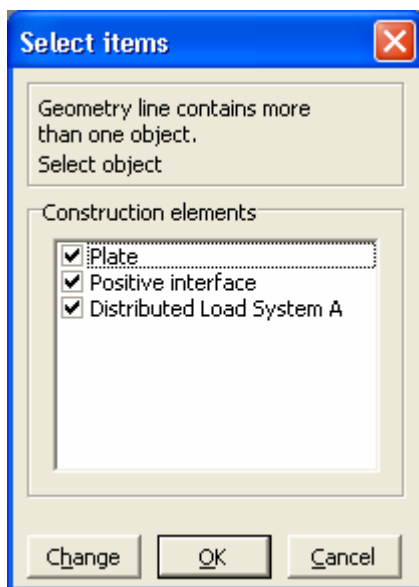 Select items
Geometry line contains more
than one object.
Select object
Construction elements
Plate
Positive interface
Distributed Load System A
Change OK Cancel